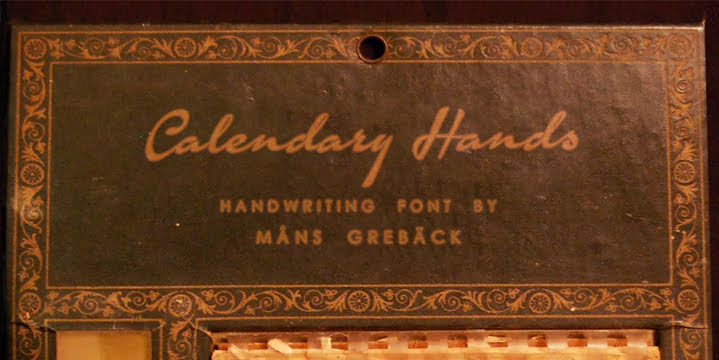 Calendary Hands
HANDWRITING FONT BY
MÅNS GREBÄCK